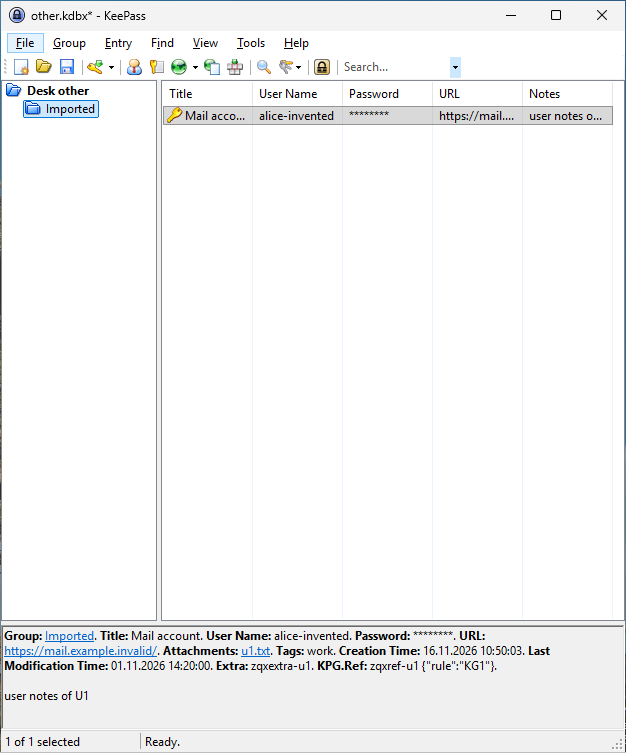 other.kdbx* - KeePass
File Group Entry Find View Tools Help
Search...
Desk other
Imported
Title User Name Password URL Notes
Mail acco... alice-invented ******** https://mail.... user notes o...
Group: Imported. Title: Mail account. User Name: alice-invented. Password: ********. URL:
https://mail.example.invalid/. Attachments: u1.txt. Tags: work. Creation Time: 16.11.2026 10:50:03. Last
Modification Time: 01.11.2026 14:20:00. Extra: zqxextra-u1. KPG.Ref: zqxref-u1 {"rule":"KG1"}.
user notes of U1
1 of 1 selected Ready.